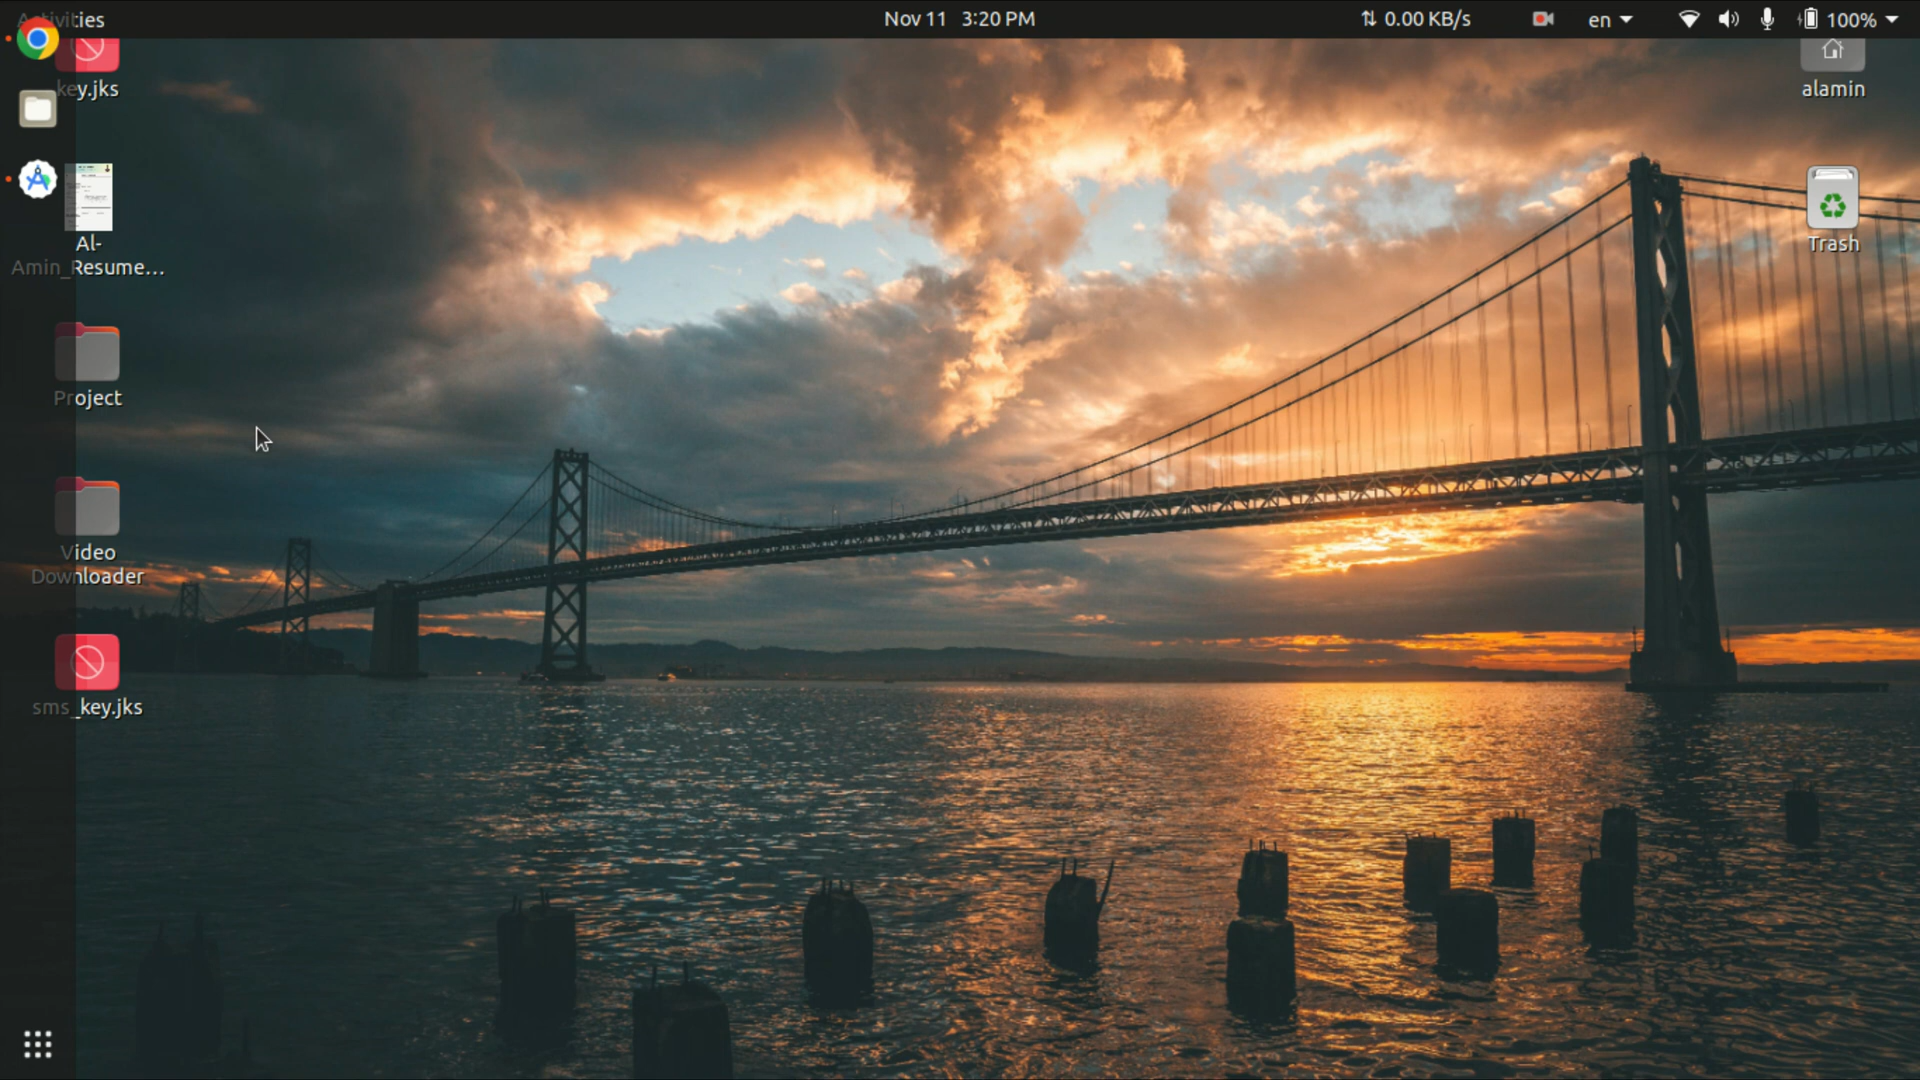 Activities
Nov 11 3:20 PM
0.00 KB/s
en
100%
key.jks
Al-
Amin_Resume...
Project
Video
Downloader
sms_key.jks
alamin
Trash